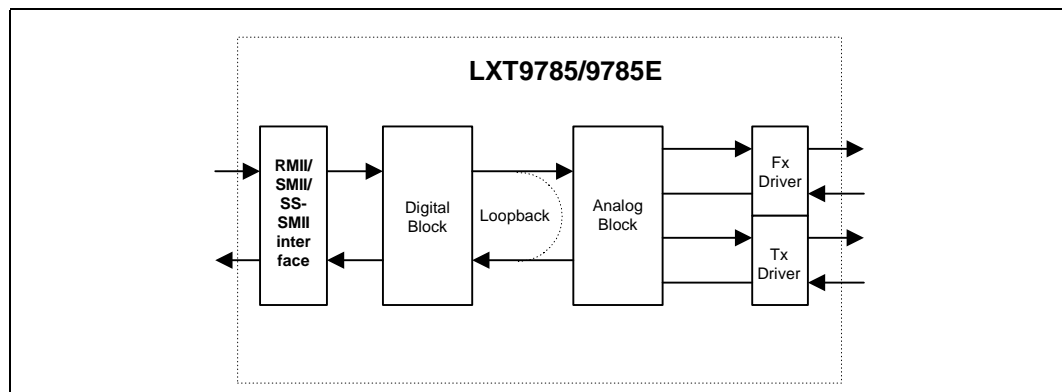 LXT9785/9785E
RMII/
SMII/
SS-
SMII
inter
face
Digital
Block
Loopback
Analog
Block
Fx
Driver
Tx
Driver